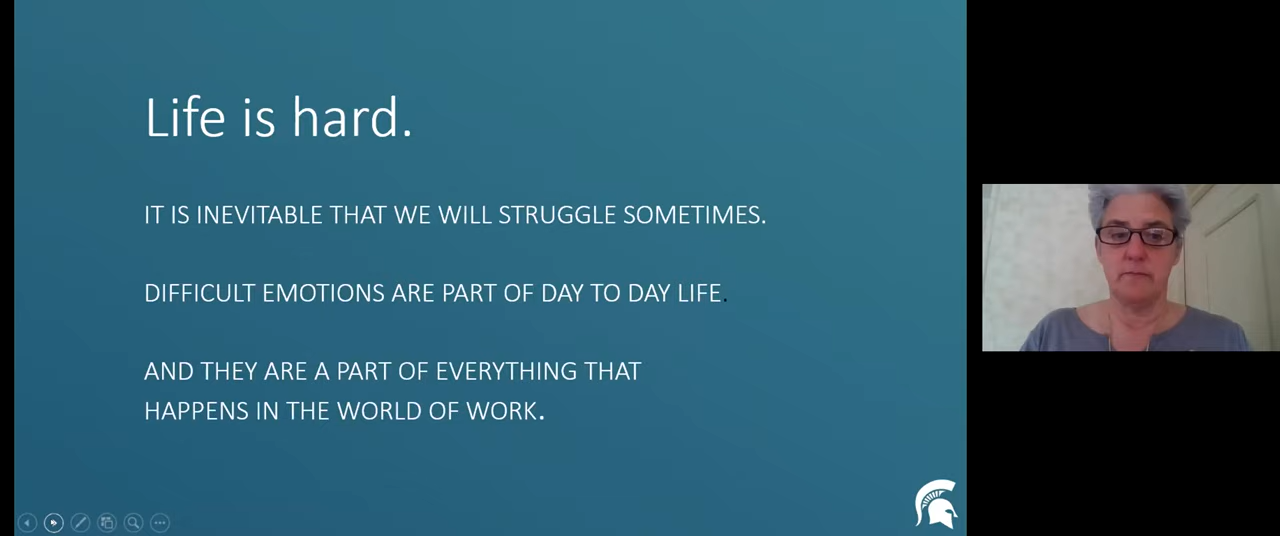 Life is hard.
IT IS INEVITABLE THAT WE WILL STRUGGLE SOMETIMES.
DIFFICULT EMOTIONS ARE PART OF DAY TO DAY LIFE.
AND THEY ARE A PART OF EVERYTHING THAT
HAPPENS IN THE WORLD OF WORK.